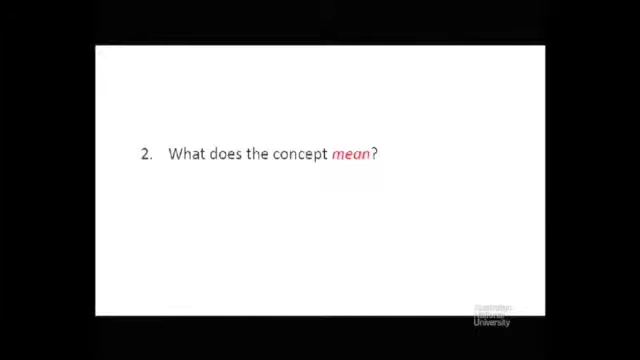 2. What does the concept mean?
Australian
National
University